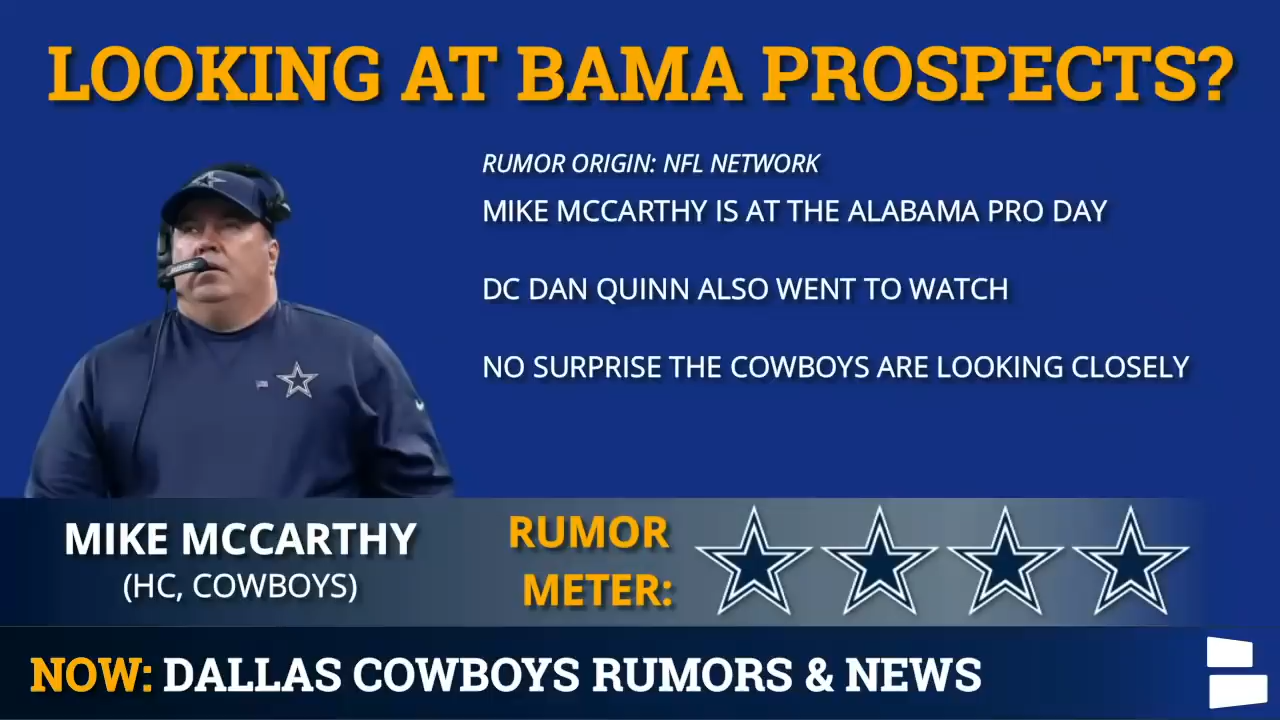 LOOKING AT BAMA PROSPECTS?
RUMOR ORIGIN: NFL NETWORK
MIKE MCCARTHY IS AT THE ALABAMA PRO DAY
DC DAN QUINN ALSO WENT TO WATCH
NO SURPRISE THE COWBOYS ARE LOOKING CLOSELY
MIKE MCCARTHY
(HC, COWBOYS)
RUMOR
METER:
NOW: DALLAS COWBOYS RUMORS & NEWS